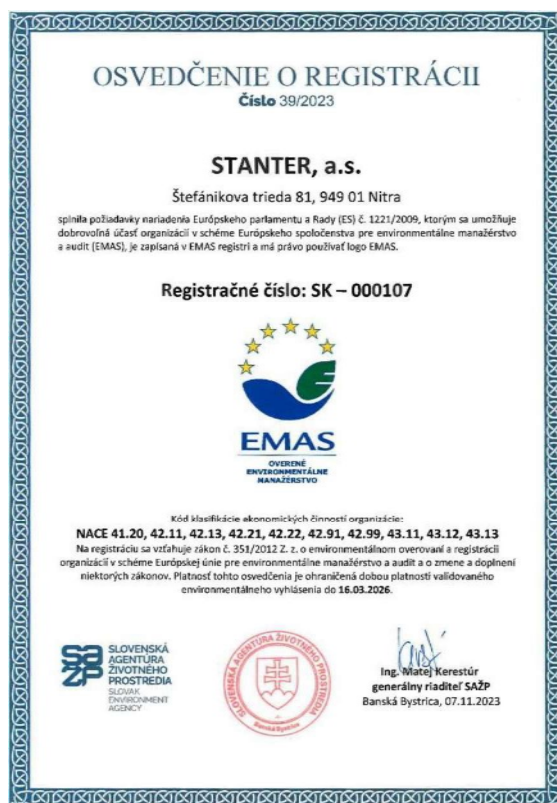 OSVEDČENIE O REGISTRÁCII
Číslo 39/2023
STANTER, a.s.
Štefánikova trieda 81, 949 01 Nitra
splnila požiadavky nariadenia Európskeho parlamentu a Rady (ES) č. 1221/2009, ktorým sa umožňuje
dobrovoľná účasť organizácií v schéme Európskeho spoločenstva pre environmentálne manažérstvo
a audit (EMAS), je zapísaná v EMAS registri a má právo používať logo EMAS.
Registračné číslo: SK – 000107
EMAS
OVERENÉ
ENVIRONMENTÁLNE
MANAŽÉRSTVO
Kód klasifikácie ekonomických činností organizácie:
NACE 41.20, 42.11, 42.13, 42.21, 42.22, 42.91, 42.99, 43.11, 43.12, 43.13
Na registráciu sa vzťahuje zákon č. 351/2012 Z. z. o environmentálnom overovaní a registrácii
organizácií v schéme Európskej únie pre environmentálne manažérstvo a audit a o zmene a doplnení
niektorých zákonov. Platnosť tohto osvedčenia je ohraničená dobou platnosti validovaného
environmentálneho vyhlásenia do 16.03.2026.
SAŽP
SLOVENSKÁ
AGENTÚRA
ŽIVOTNÉHO
PROSTREDIA
SLOVAK
ENVIRONMENT
AGENCY
SLOVENSKÁ AGENTÚRA ŽIVOTNÉHO PROSTREDIA
Banská Bystrica
Ing. Matej Kerestúr
generálny riaditeľ SAŽP
Banská Bystrica, 07.11.2023